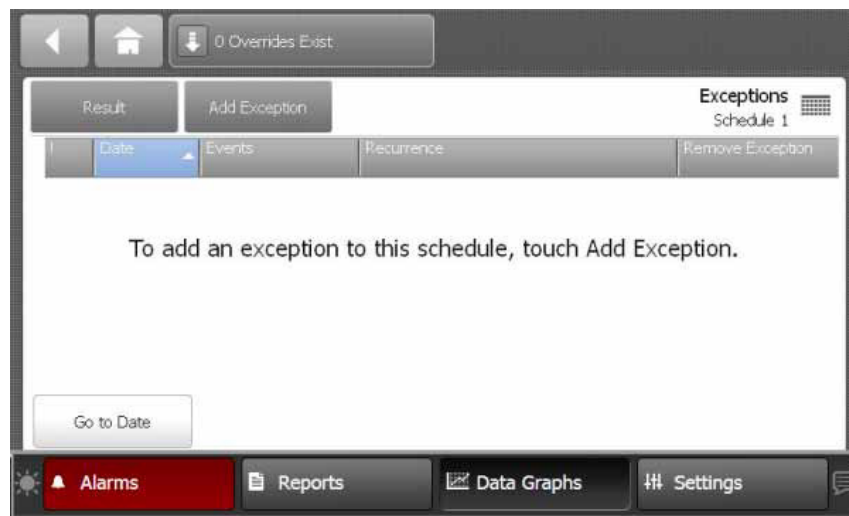 0 Overrides Exist
Result
Add Exception
Exceptions
Schedule 1
!
Date
Events
Recurrence
Remove Exception
To add an exception to this schedule, touch Add Exception.
Go to Date
Alarms
Reports
Data Graphs
Settings